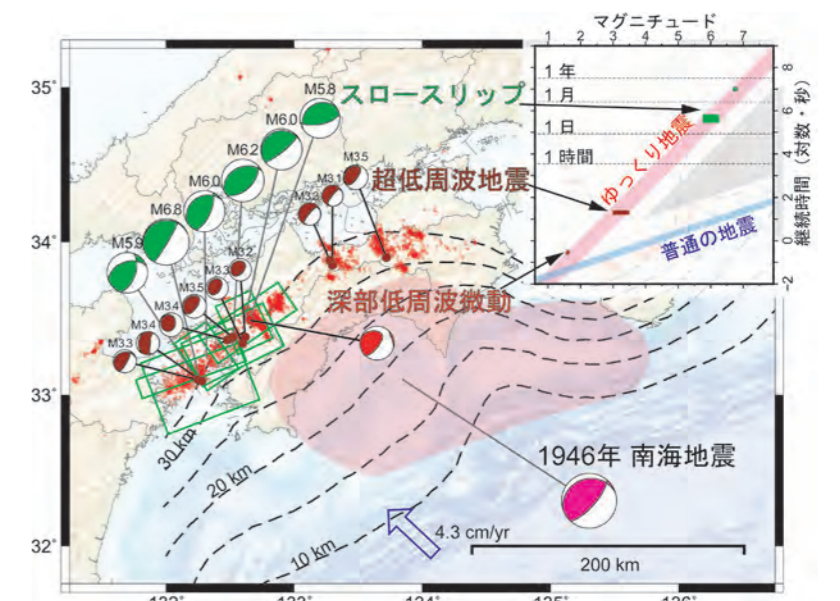 マグニチュード
1 2 3 4 5 6 7
1 年
1 月
1 日
1 時間
ゆっくり地震
普通の地震
継続時間 (対数・秒)
8
6
4
2
0
−2
35°
34°
33°
32°
M5.8
M6.0
M6.2
M6.0
M6.8
M5.9
スロースリップ
M3.5
M3.1
M3.2
M3.3
M3.5
M3.4
M3.4
M3.3
超低周波地震
深部低周波微動
30 km
20 km
10 km
1946年 南海地震
4.3 cm/yr
200 km
132°
133°
134°
135°
136°